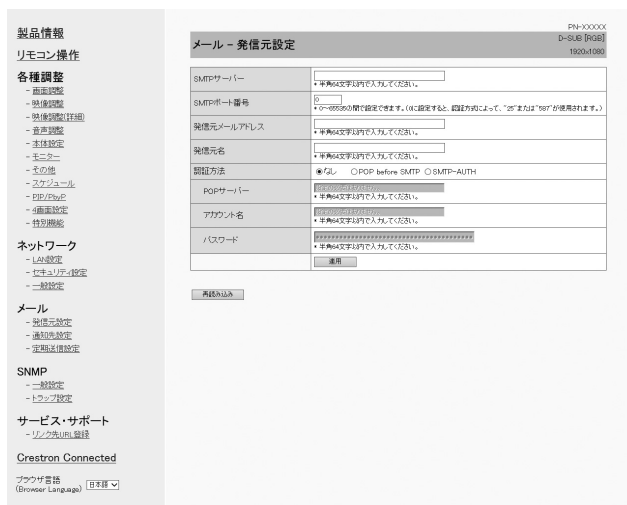 製品情報
リモコン操作
各種調整
- 画面調整
- 映像調整
- 映像調整(詳細)
- 音声調整
- 本体設定
- モニター
- その他
- スケジュール
- PIP/PbyP
- 4画面設定
- 特別機能
ネットワーク
- LAN設定
- セキュリティ設定
- 一般設定
メール
- 発信元設定
- 通知先設定
- 定期送信設定
SNMP
- 一般設定
- トラップ設定
サービス・サポート
- リンク先URL登録
Crestron Connected
ブラウザ言語
(Browser Language) 日本語
PN-XXXXX
メール − 発信元設定 D-SUB [RGB]
1920x1080
SMTPサーバー
* 半角64文字以内で入力してください。
SMTPポート番号 0
* 0～65535の間で設定できます。(0に設定すると、認証方式によって、"25"または"587"が使用されます。)
発信元メールアドレス
* 半角64文字以内で入力してください。
発信元名
* 半角64文字以内で入力してください。
認証方法 なし POP before SMTP SMTP-AUTH
POPサーバー
* 半角64文字以内で入力してください。
アカウント名
* 半角64文字以内で入力してください。
パスワード
* 半角64文字以内で入力してください。
適用
再読み込み